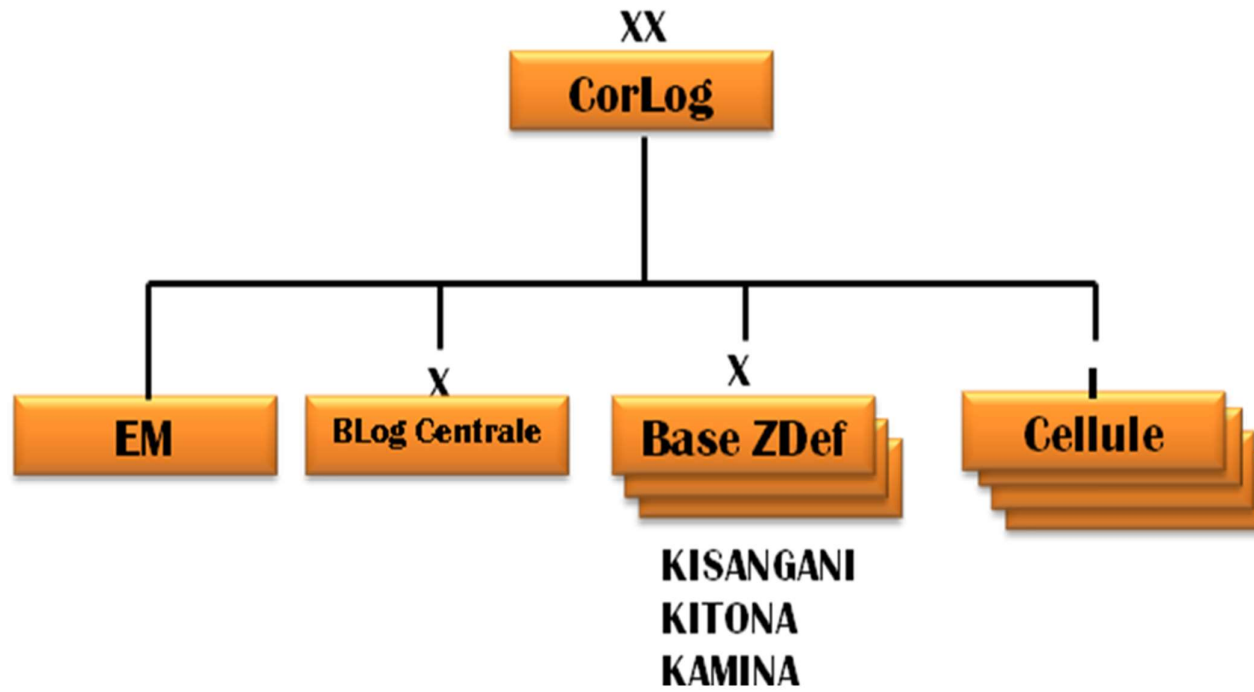 XX
CorLog
X
X
I
EM
BLog Centrale
Base ZDef
Cellule
KISANGANI
KITONA
KAMINA